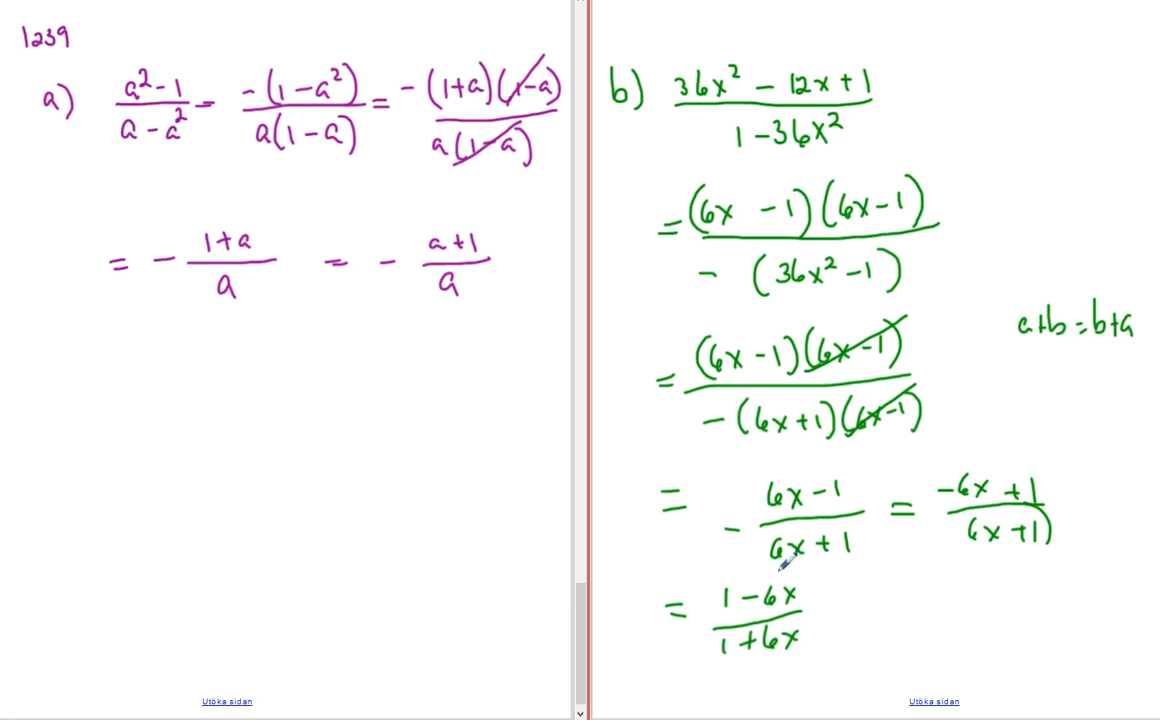 1239
a) (a² - 1)/(a - a²) = -(1 - a²)/(a(1 - a)) = -(1+a)(1-a)/(a(1-a))
= - (1+a)/a = - (a+1)/a
Utöka sidan
b) (36x² - 12x + 1)/(1 - 36x²)
= (6x - 1)(6x - 1)/(-(36x² - 1))
a+b = b+a
= (6x - 1)(6x - 1)/(-(6x+1)(6x-1))
= - (6x - 1)/(6x + 1) = (-6x + 1)/(6x + 1)
= (1 - 6x)/(1 + 6x)
Utöka sidan